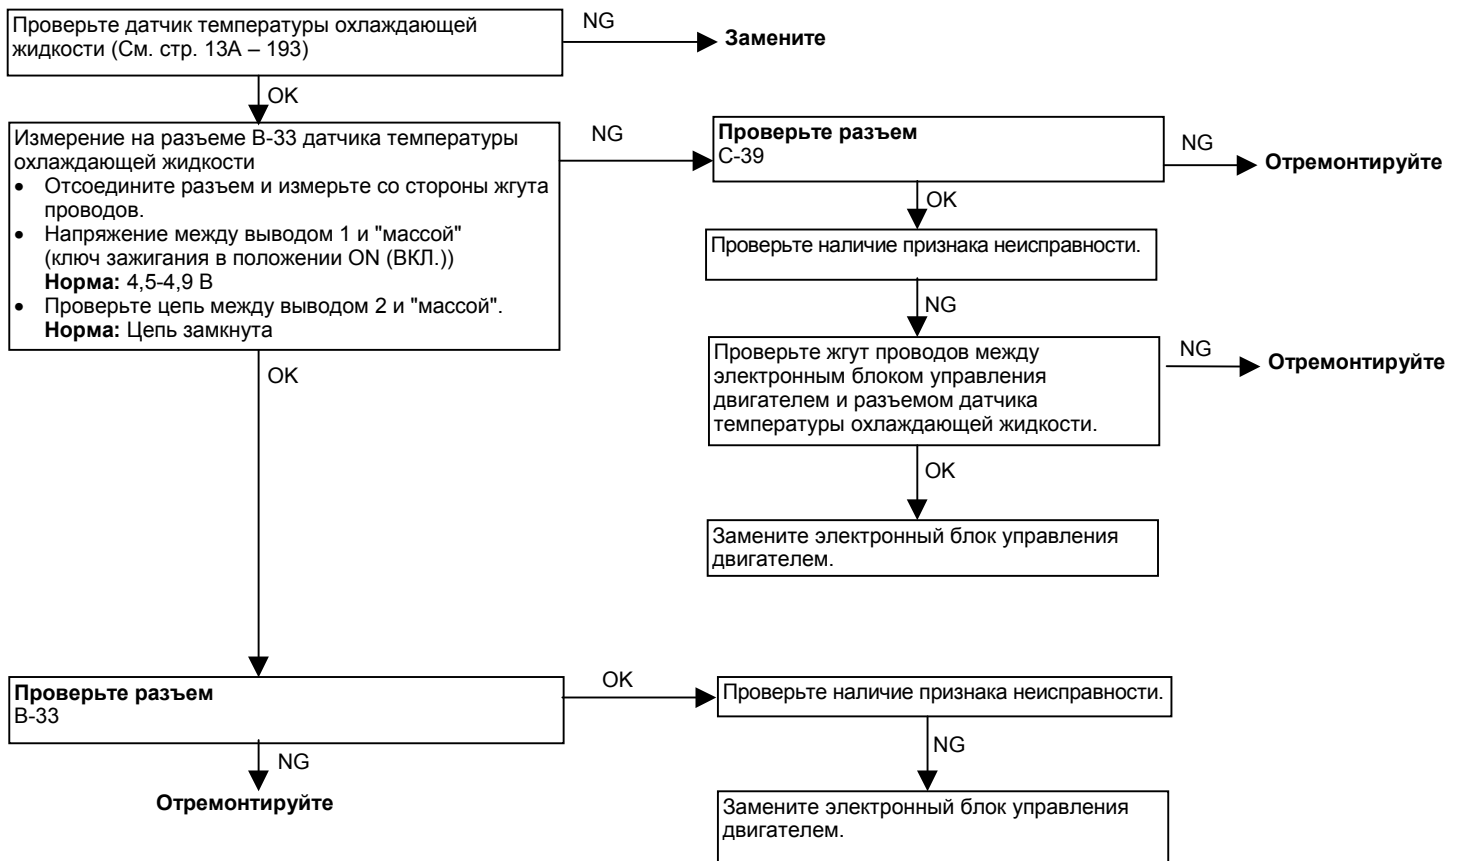 Проверьте датчик температуры охлаждающей
жидкости (См. стр. 13А – 193)
NG
Замените
OK
Измерение на разъеме В-33 датчика температуры
охлаждающей жидкости
• Отсоедините разъем и измерьте со стороны жгута
проводов.
• Напряжение между выводом 1 и "массой"
(ключ зажигания в положении ON (ВКЛ.))
Норма: 4,5-4,9 В
• Проверьте цепь между выводом 2 и "массой".
Норма: Цепь замкнута
NG
Проверьте разъем
С-39
NG
Отремонтируйте
OK
Проверьте наличие признака неисправности.
NG
Проверьте жгут проводов между
электронным блоком управления
двигателем и разъемом датчика
температуры охлаждающей жидкости.
NG
Отремонтируйте
OK
Замените электронный блок управления
двигателем.
OK
Проверьте разъем
В-33
OK
Проверьте наличие признака неисправности.
NG
Отремонтируйте
NG
Замените электронный блок управления
двигателем.